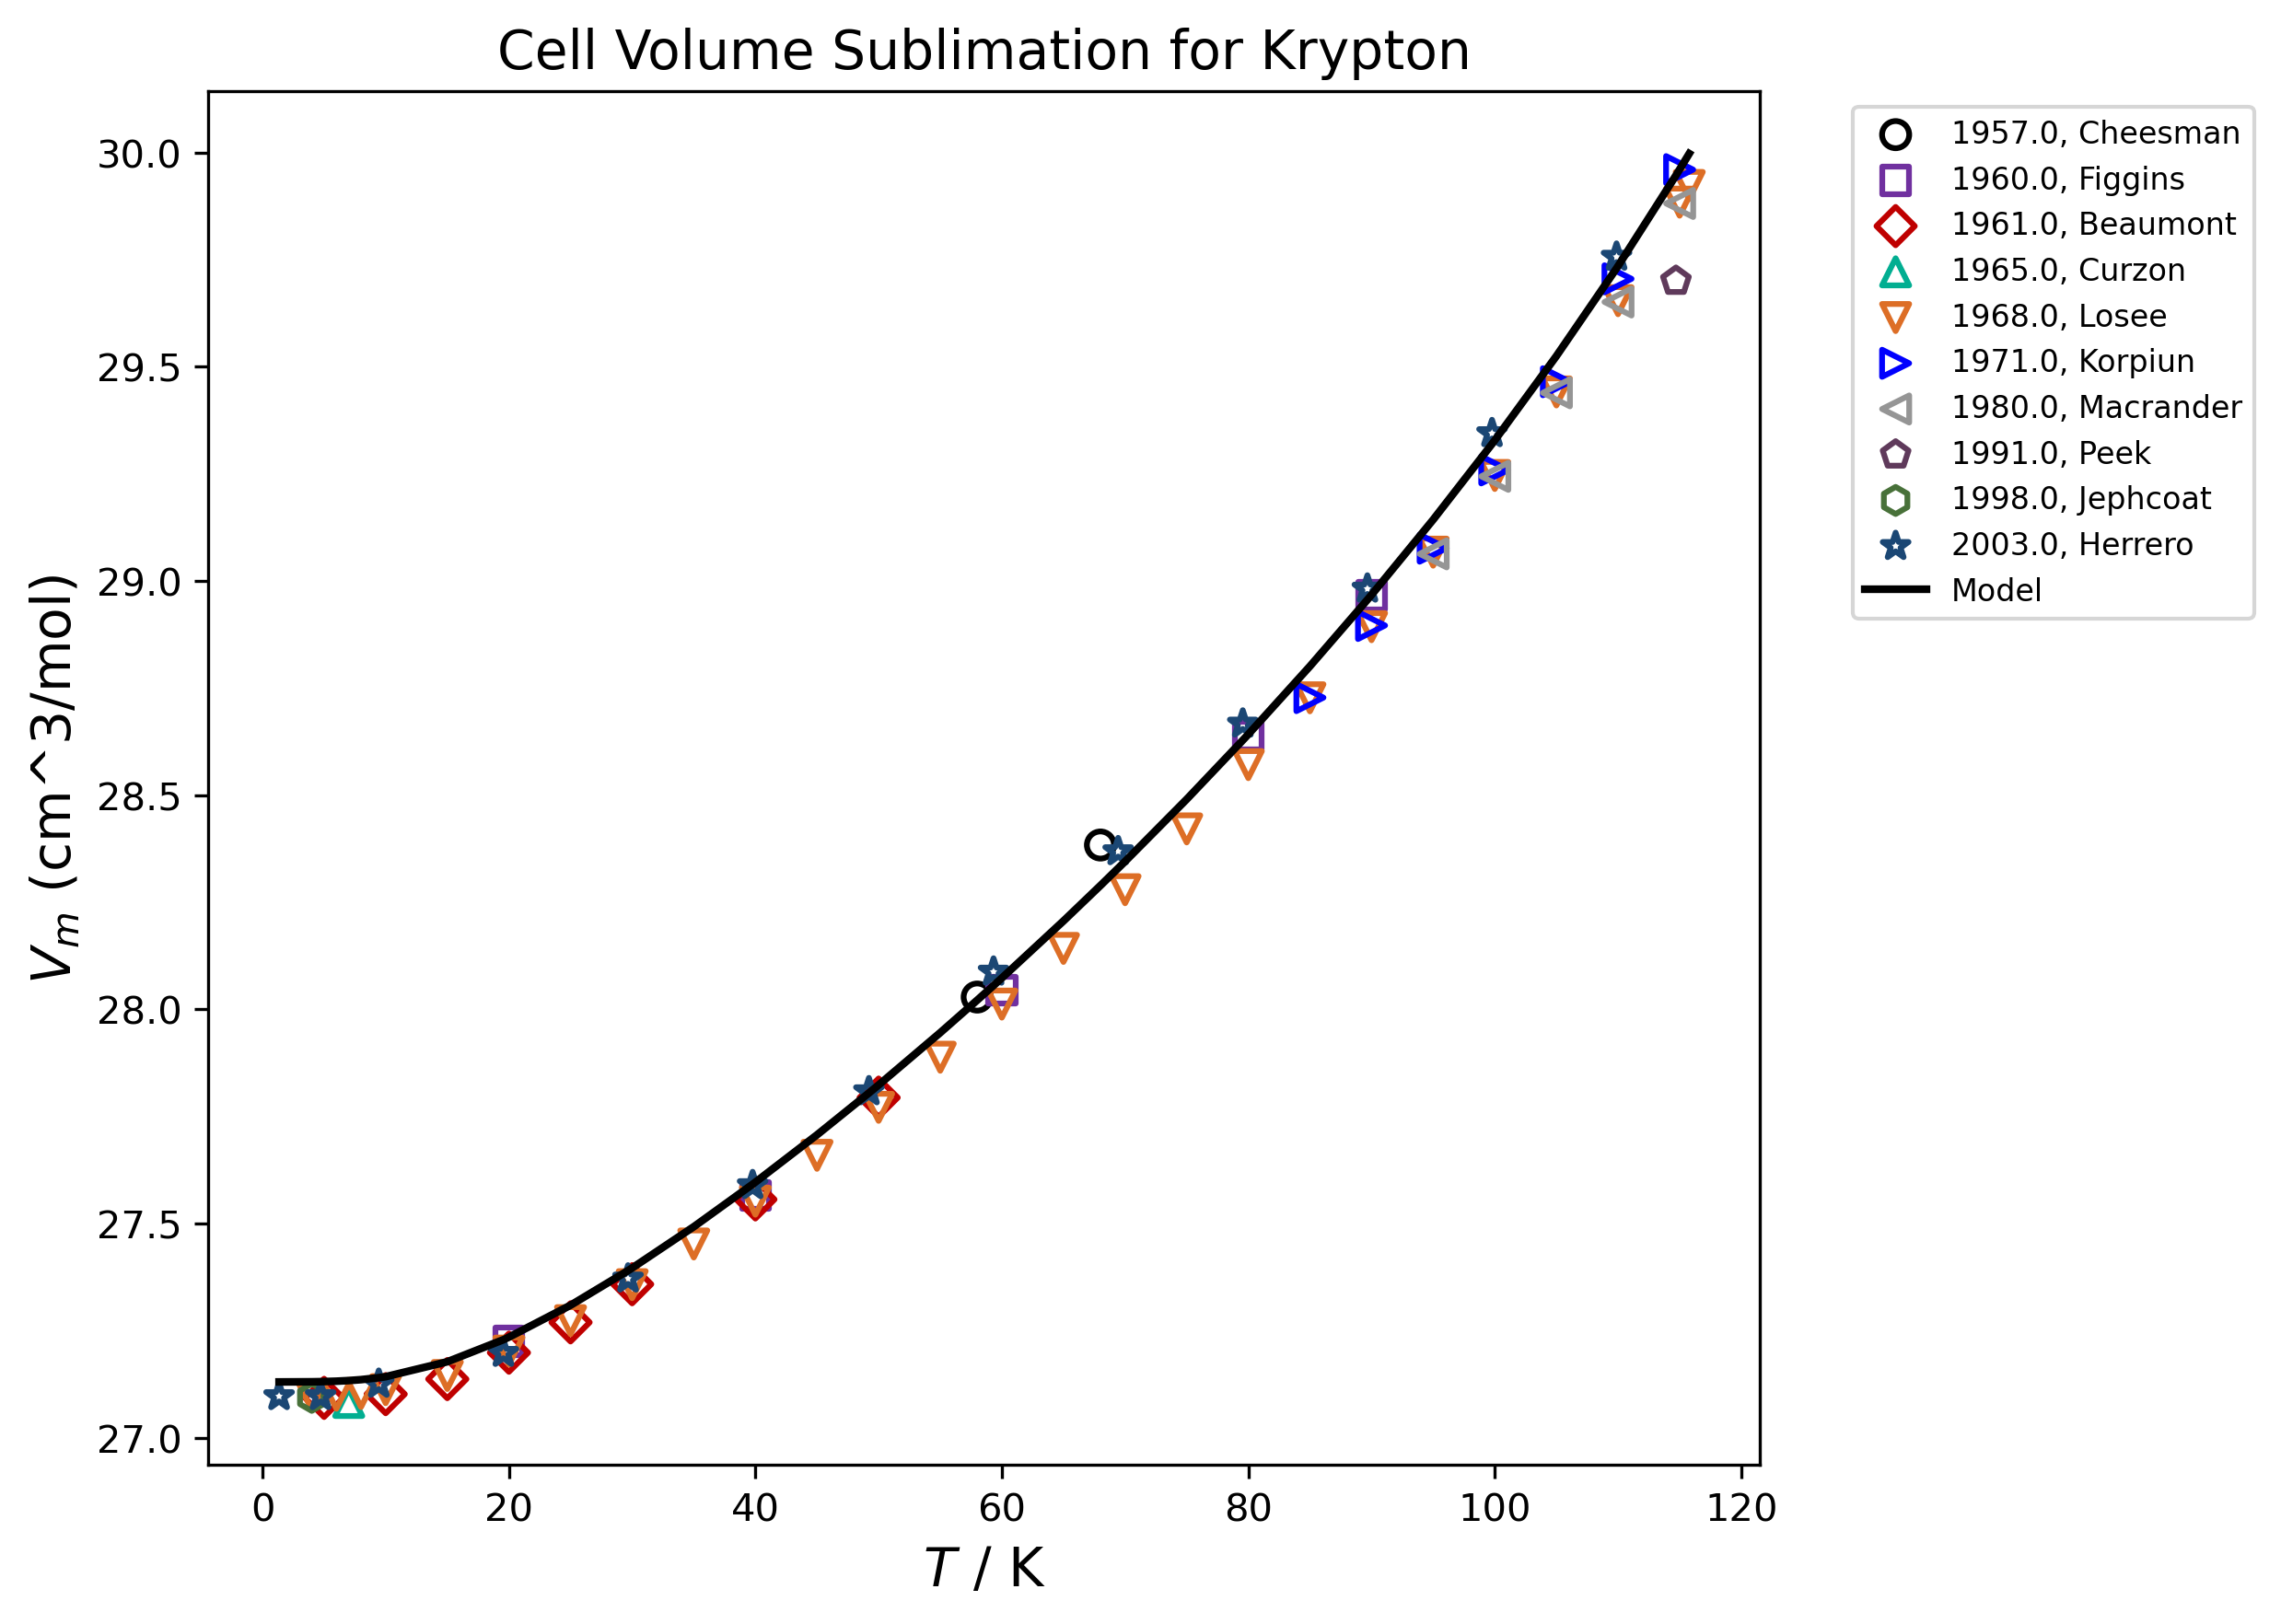 Cell Volume Sublimation for Krypton
30.0
29.5
29.0
28.5
28.0
27.5
27.0
V_m (cm^3/mol)
0 20 40 60 80 100 120
T / K
1957.0, Cheesman
1960.0, Figgins
1961.0, Beaumont
1965.0, Curzon
1968.0, Losee
1971.0, Korpiun
1980.0, Macrander
1991.0, Peek
1998.0, Jephcoat
2003.0, Herrero
Model